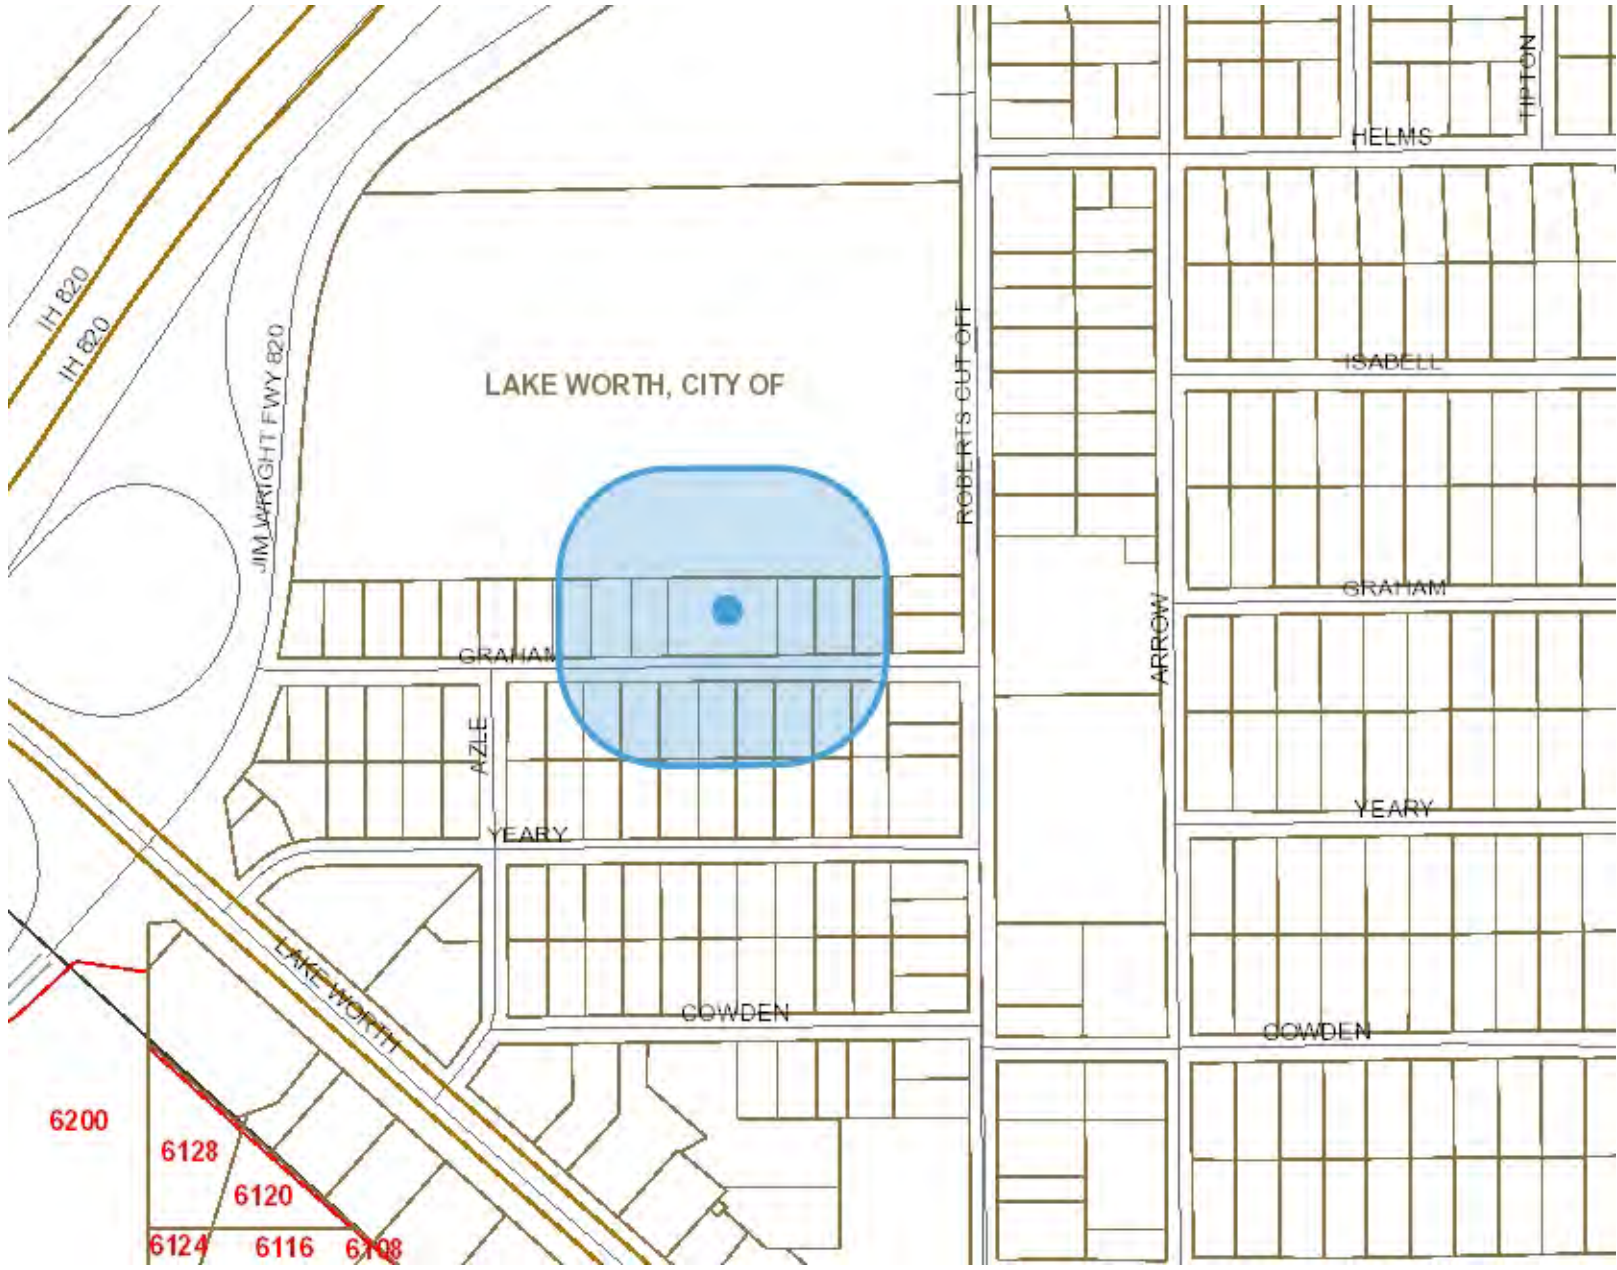 TIPTON
HELMS
IH 820
IH 820
JIM WRIGHT FWY 820
ROBERTS CUT OFF
ISABELL
LAKE WORTH, CITY OF
GRAHAM
ARROW
GRAHAM
AZLE
YEARY
YEARY
LAKE WORTH
COWDEN
COWDEN
6200
6128
6120
6124
6116
6108